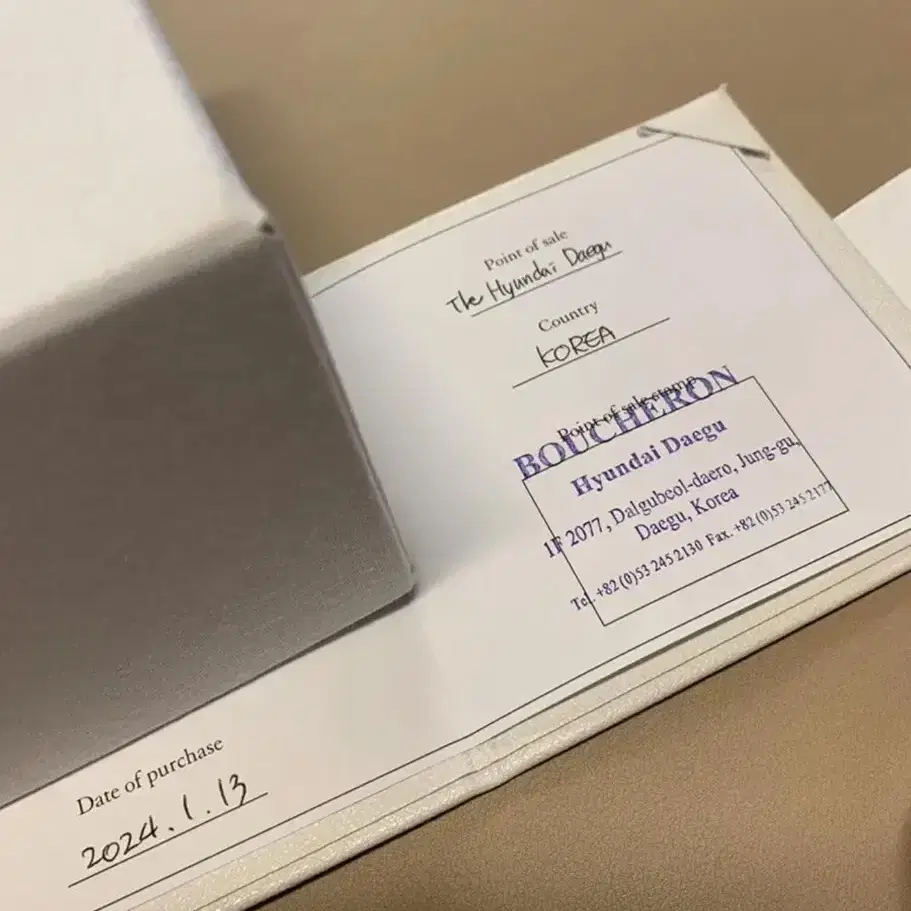 Point of sale
The Hyundai Daegu
Country
KOREA
Point of sale stamp
BOUCHERON
Hyundai Daegu
1F 2077, Dalgubeol-daero, Jung-gu,
Daegu, Korea
Tel. +82 (0)53 245 2130 Fax. +82 (0)53 245 2177
Date of purchase
2024.1.13